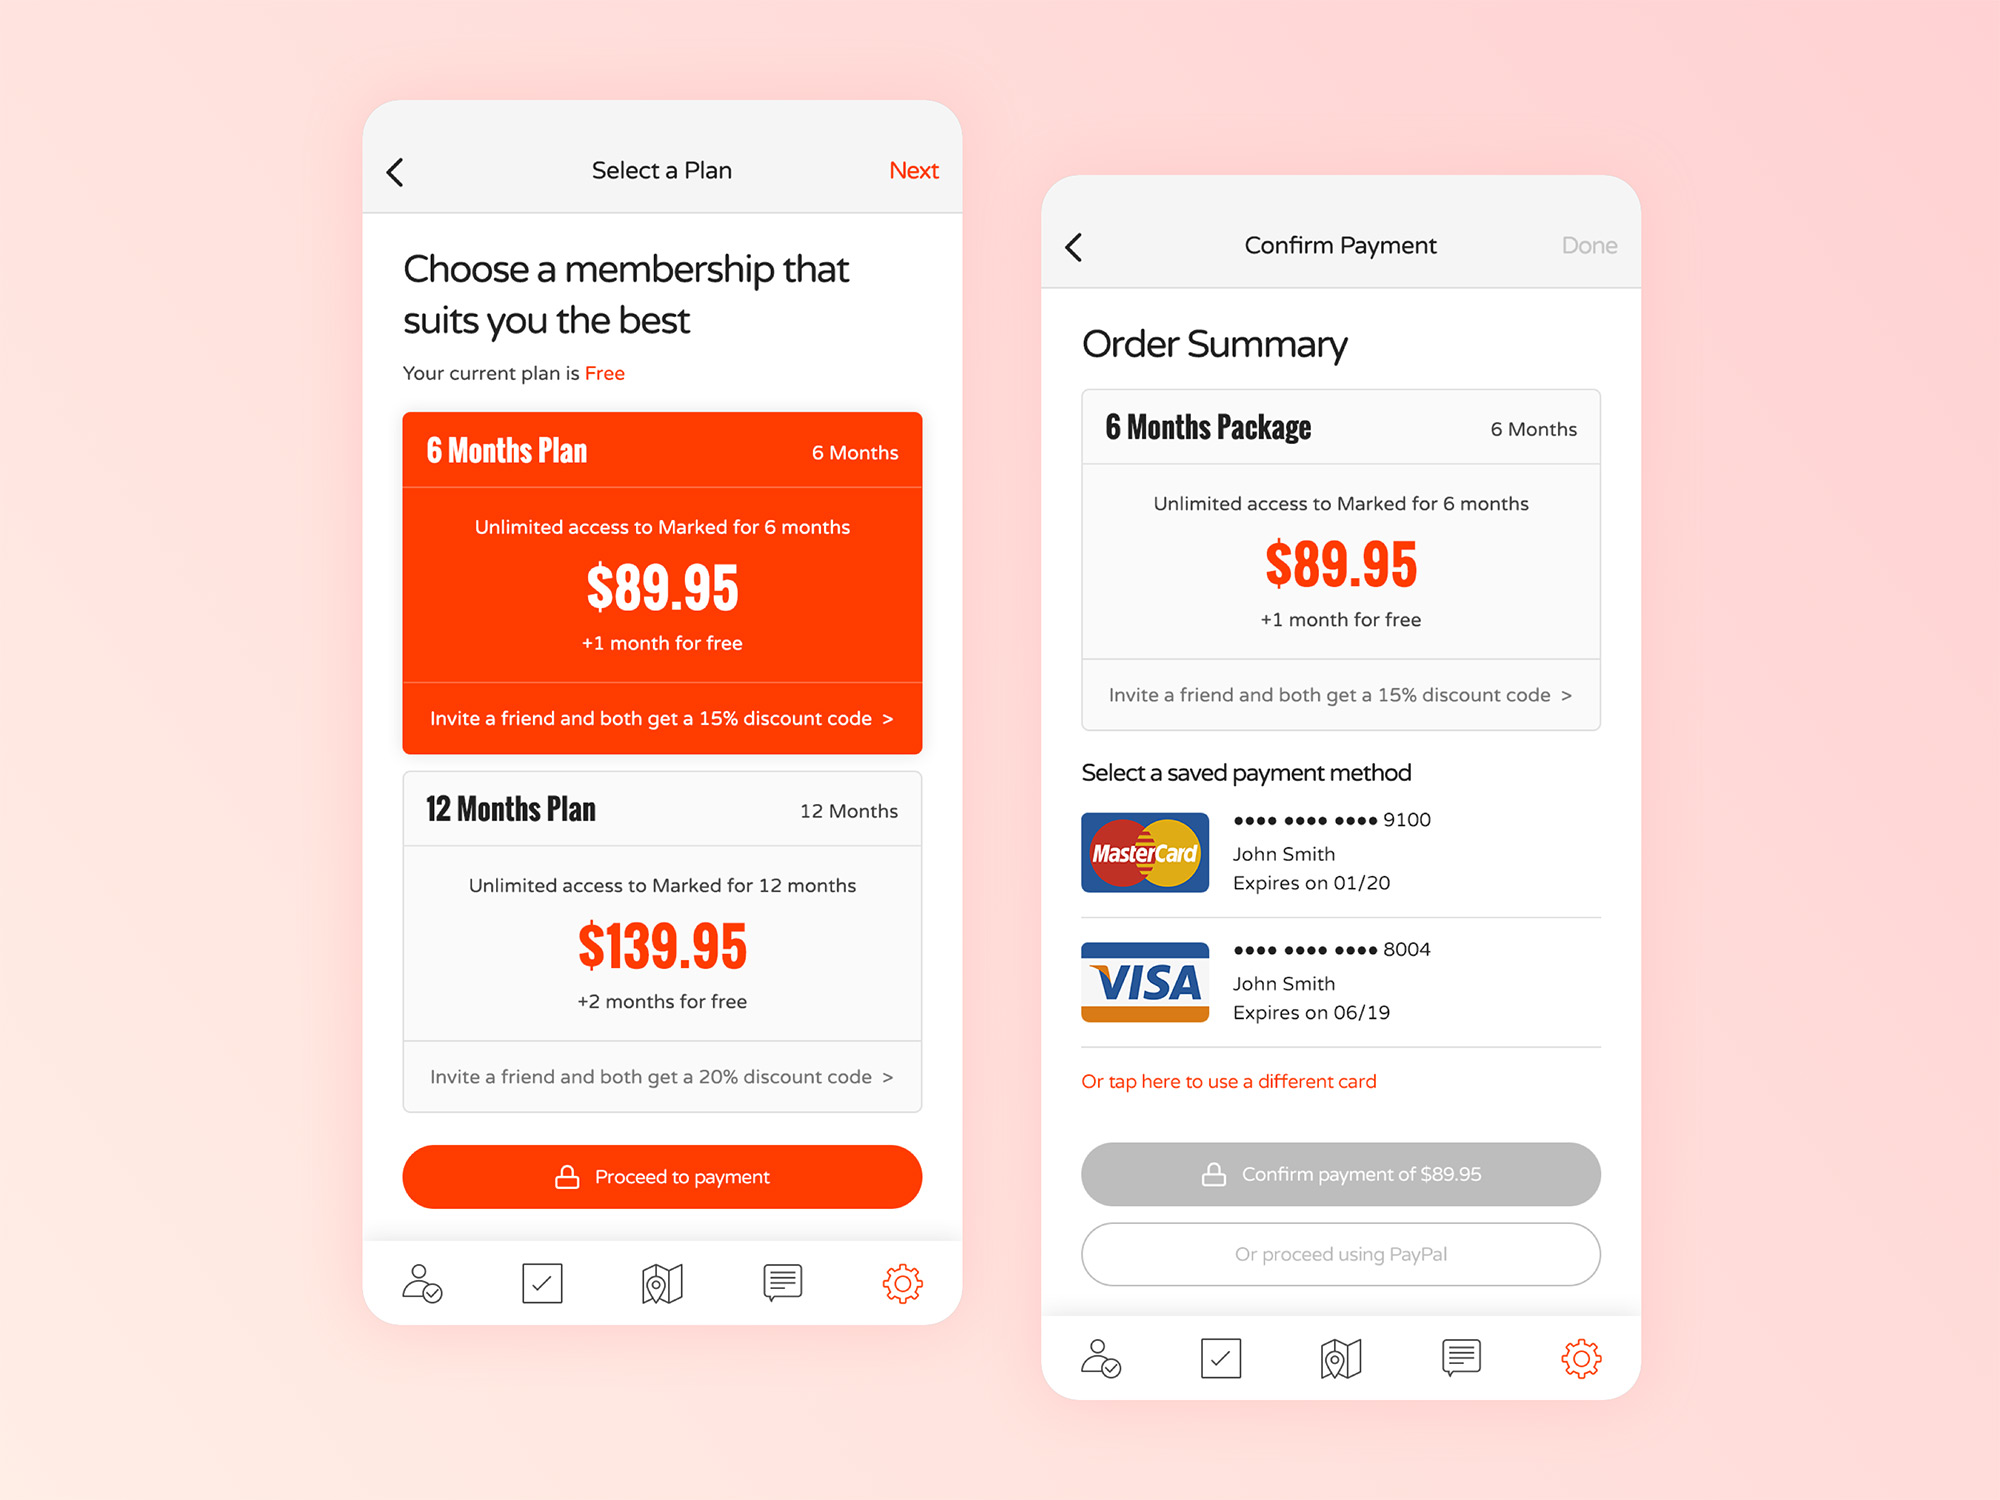 Select a Plan
Next
Choose a membership that
suits you the best
Your current plan is Free
6 Months Plan
6 Months
Unlimited access to Marked for 6 months
$89.95
+1 month for free
Invite a friend and both get a 15% discount code >
12 Months Plan
12 Months
Unlimited access to Marked for 12 months
$139.95
+2 months for free
Invite a friend and both get a 20% discount code >
Proceed to payment
Confirm Payment
Done
Order Summary
6 Months Package
6 Months
Unlimited access to Marked for 6 months
$89.95
+1 month for free
Invite a friend and both get a 15% discount code >
Select a saved payment method
MasterCard
•••• •••• •••• 9100
John Smith
Expires on 01/20
VISA
•••• •••• •••• 8004
John Smith
Expires on 06/19
Or tap here to use a different card
Confirm payment of $89.95
Or proceed using PayPal